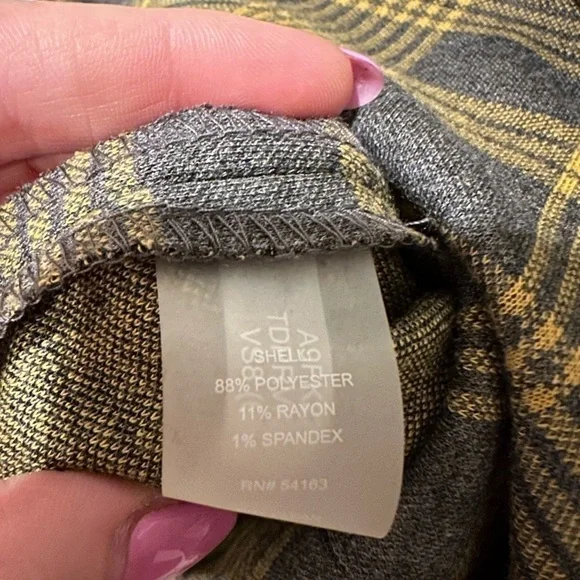 SHELL
88% POLYESTER
11% RAYON
1% SPANDEX
RN# 54163